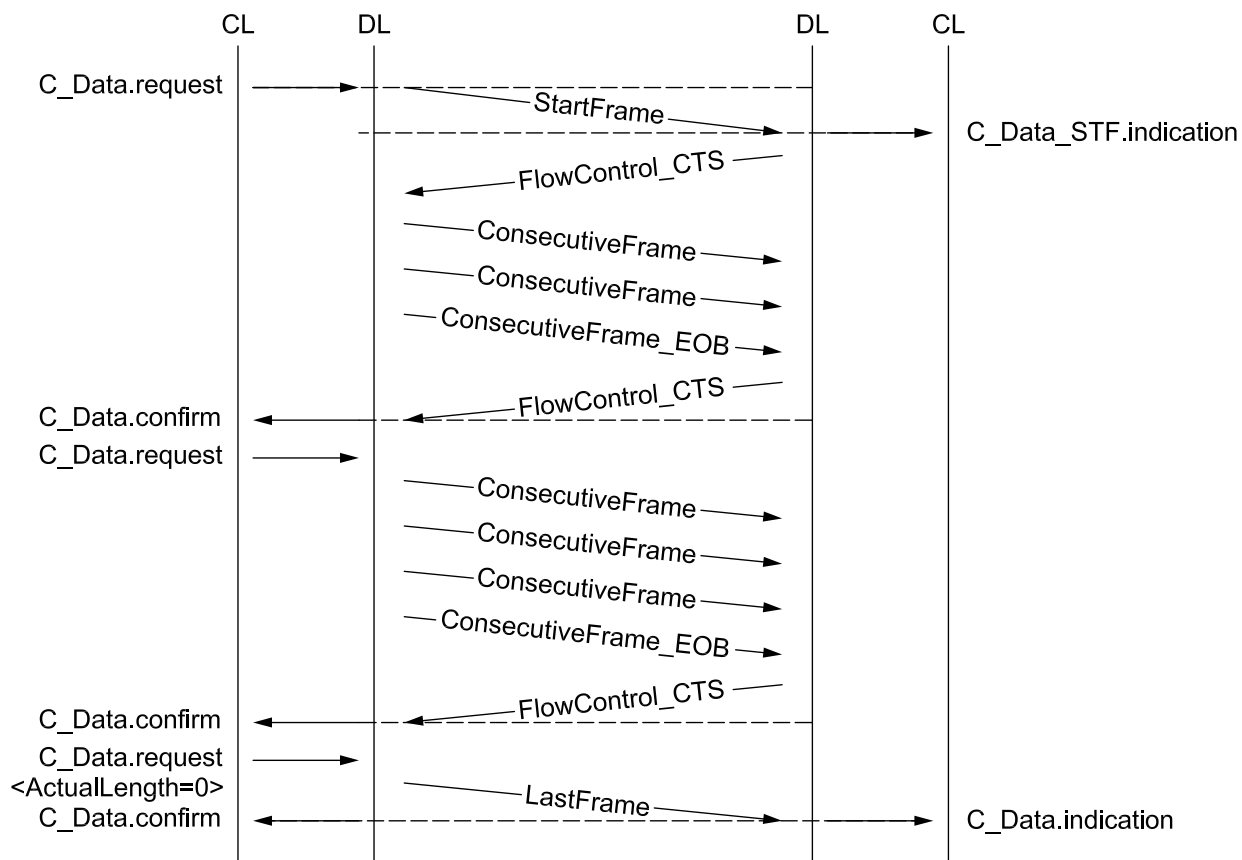 CL DL DL CL
C_Data.request
StartFrame
C_Data_STF.indication
FlowControl_CTS
ConsecutiveFrame
ConsecutiveFrame
ConsecutiveFrame_EOB
FlowControl_CTS
C_Data.confirm
C_Data.request
ConsecutiveFrame
ConsecutiveFrame
ConsecutiveFrame
ConsecutiveFrame_EOB
FlowControl_CTS
C_Data.confirm
C_Data.request
<ActualLength=0>
LastFrame
C_Data.confirm
C_Data.indication